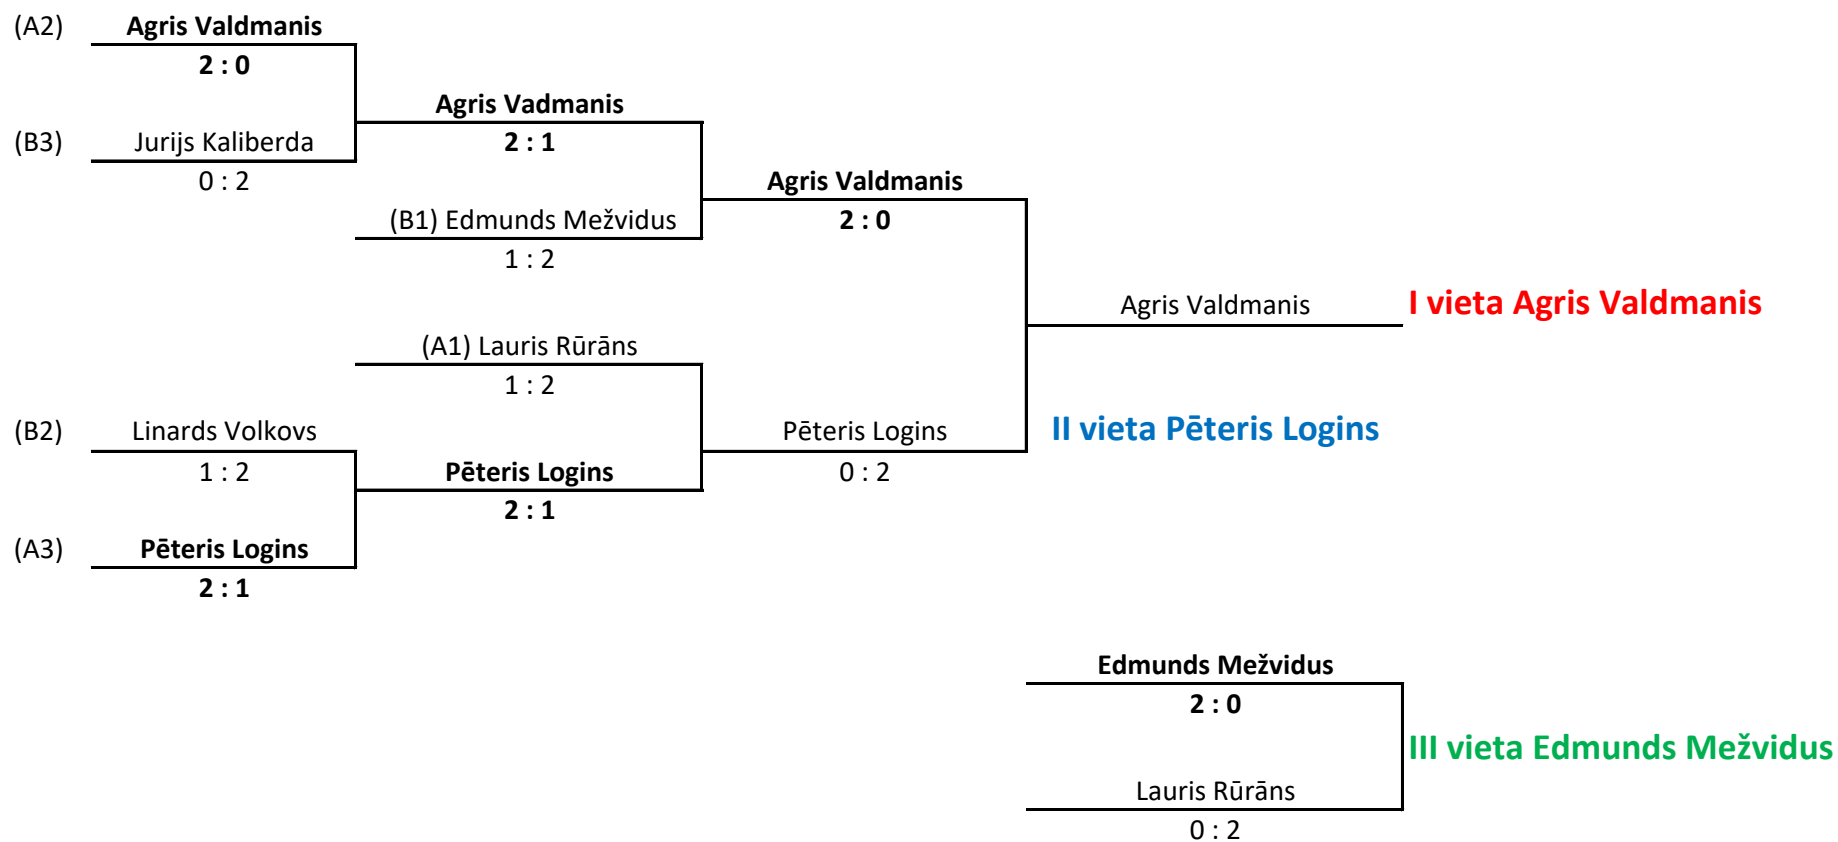 (A2) Agris Valdmanis
2 : 0
Agris Vadmanis
(B3) Jurijs Kaliberda
2 : 1
0 : 2
Agris Valdmanis
(B1) Edmunds Mežvidus
2 : 0
1 : 2
Agris Valdmanis
I vieta Agris Valdmanis
(A1) Lauris Rūrāns
1 : 2
(B2) Linards Volkovs
Pēteris Logins
II vieta Pēteris Logins
1 : 2
Pēteris Logins
0 : 2
2 : 1
(A3) Pēteris Logins
2 : 1
Edmunds Mežvidus
2 : 0
III vieta Edmunds Mežvidus
Lauris Rūrāns
0 : 2